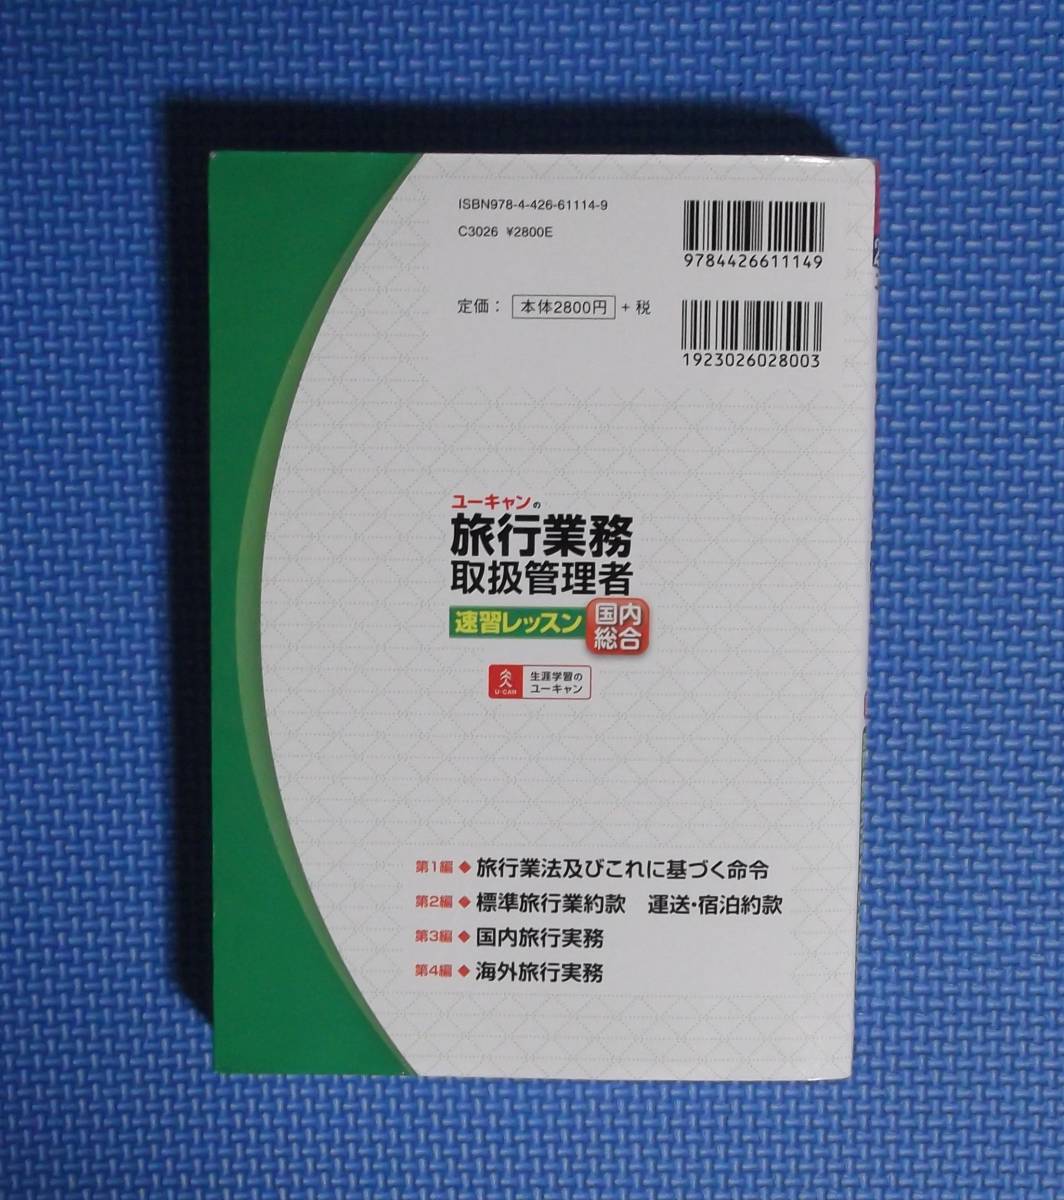 ISBN978-4-426-61114-9
C3026 ¥2800E
9784426611149
定価： 本体2800円 + 税
1923026028003
ユーキャンの
旅行業務
取扱管理者
速習レッスン
国内
総合
U-CAN
生涯学習の
ユーキャン
第1編◆旅行業法及びこれに基づく命令
第2編◆標準旅行業約款　運送・宿泊約款
第3編◆国内旅行実務
第4編◆海外旅行実務